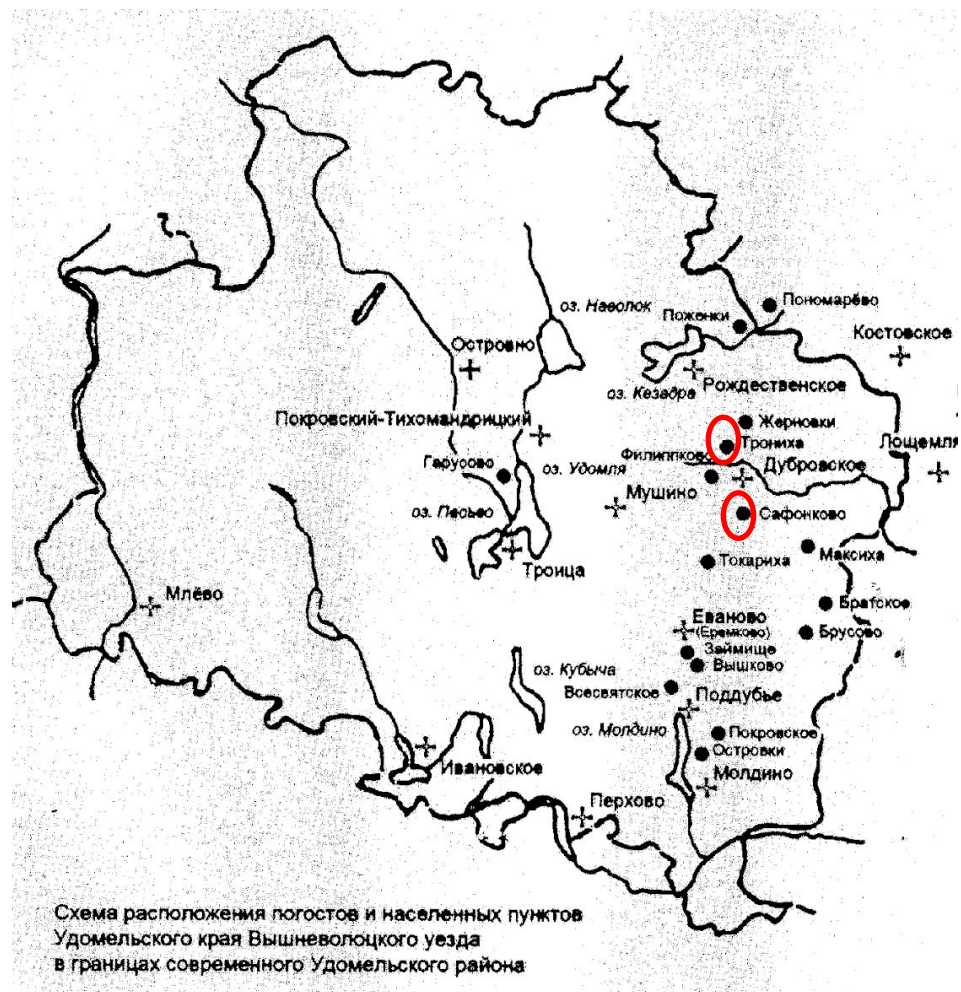 Пономарёво
оз. Наволок
Поженки
Костовское
Островно
Рождественское
оз. Кезадра
Покровский-Тихомандрицкий
Жерновки
Трониха
Лощемля
Филиппково
Гарусово
оз. Удомля
Дубровское
Мушино
оз. Песьво
Сафонково
Троица
Токариха
Максиха
Млёво
Братское
Еваново
(Еремково)
Брусово
Займище
оз. Кубыча
Вышково
Всесвятское
Поддубье
оз. Молдино
Покровское
Островки
Ивановское
Молдино
Перхово
Схема расположения погостов и населенных пунктов
Удомельского края Вышневолоцкого уезда
в границах современного Удомельского района